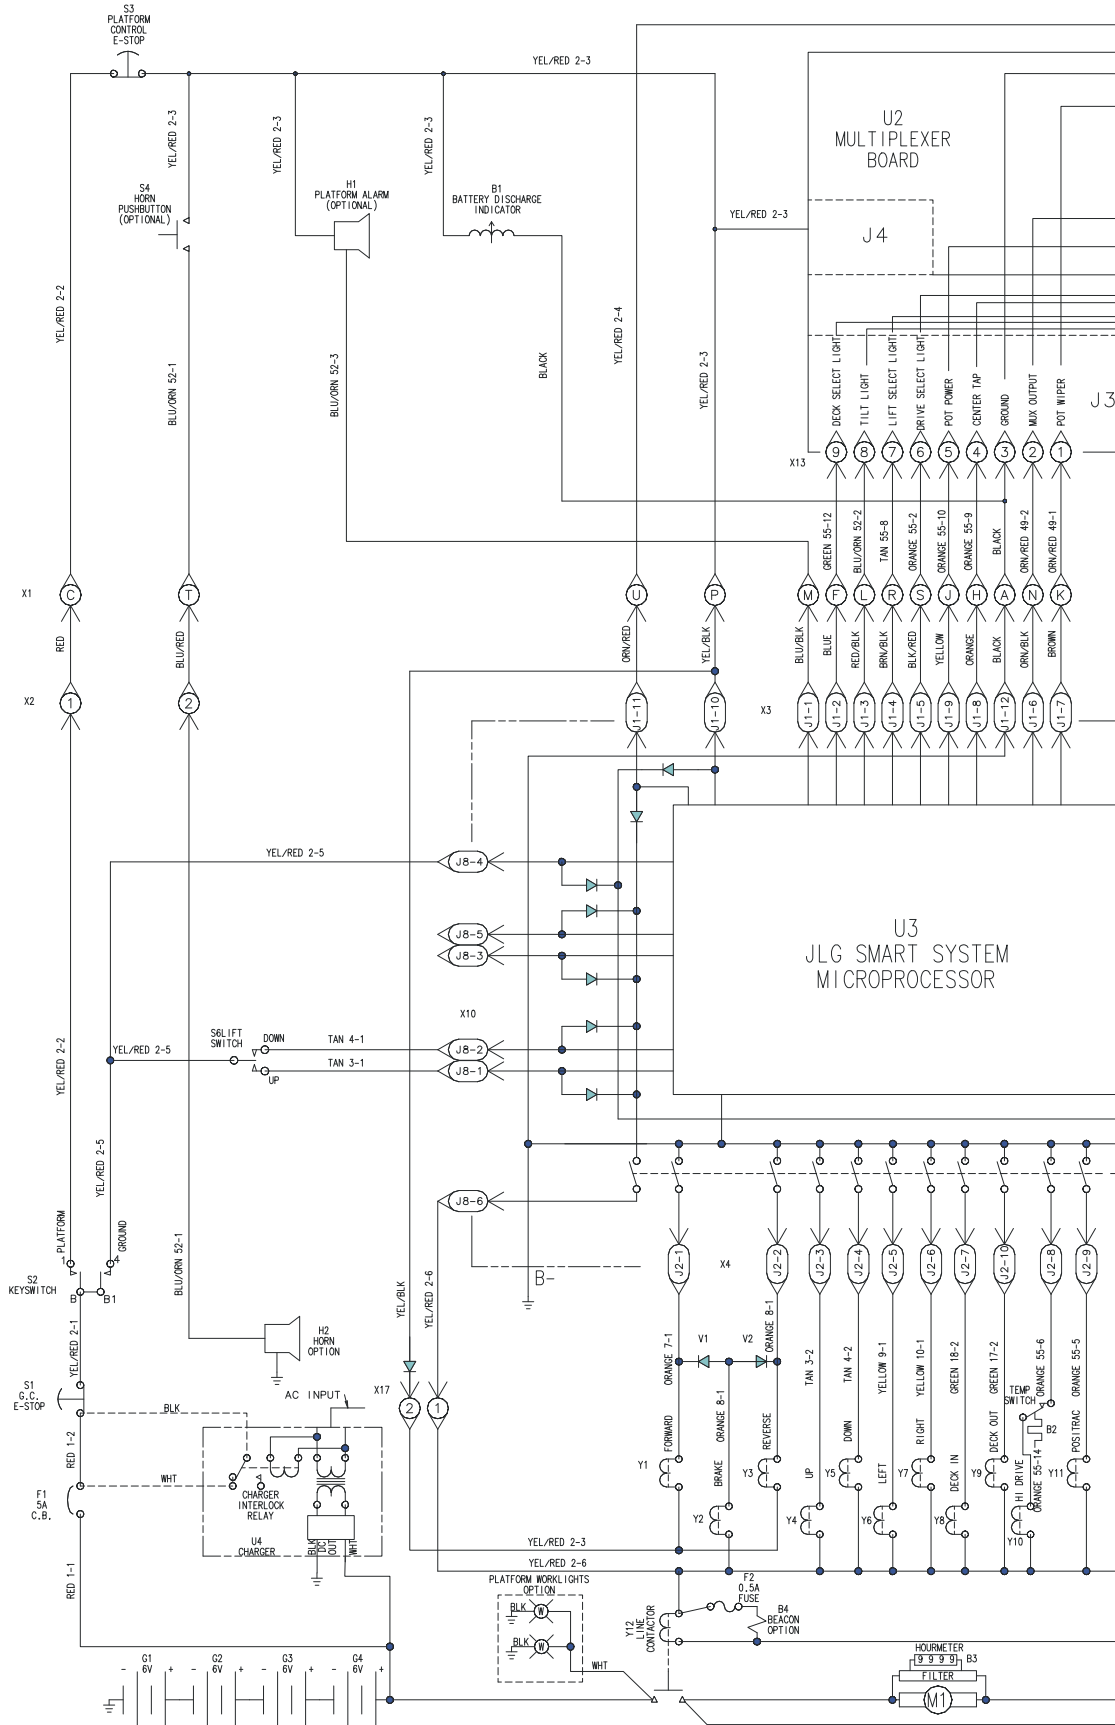 S3
PLATFORM
CONTROL
E-STOP
YEL/RED 2-3
YEL/RED 2-3
YEL/RED 2-3
YEL/RED 2-3
U2
MULTIPLEXER
BOARD
S4
HORN
PUSHBUTTON
(OPTIONAL)
H1
PLATFORM ALARM
(OPTIONAL)
B1
BATTERY DISCHARGE
INDICATOR
YEL/RED 2-3
J4
YEL/RED 2-2
BLU/ORN 52-1
BLU/ORN 52-3
BLACK
YEL/RED 2-4
YEL/RED 2-3
DECK SELECT LIGHT
TILT LIGHT
LIFT SELECT LIGHT
DRIVE SELECT LIGHT
POT POWER
CENTER TAP
GROUND
MUX OUTPUT
POT WIPER
J3
X13
9 8 7 6 5 4 3 2 1
GREEN 55-12
BLU/ORN 52-2
TAN 55-8
ORANGE 55-2
ORANGE 55-10
ORANGE 55-9
BLACK
ORN/RED 49-2
ORN/RED 49-1
X1
C T U P M F L R S J H A N K
RED
BLU/RED
ORN/RED
YEL/BLK
BLU/BLK
BLUE
RED/BLK
BRN/BLK
BLK/RED
YELLOW
ORANGE
BLACK
ORN/BLK
BROWN
X2
1
2
J1-11
J1-10
X3
J1-1
J1-2
J1-3
J1-4
J1-5
J1-9
J1-8
J1-12
J1-6
J1-7
YEL/RED 2-5
J8-4
J8-5
J8-3
U3
JLG SMART SYSTEM
MICROPROCESSOR
X10
S6LIFT
SWITCH
DOWN
TAN 4-1
J8-2
YEL/RED 2-5
TAN 3-1
J8-1
UP
YEL/RED 2-2
YEL/RED 2-5
J8-6
PLATFORM
1
4
GROUND
S2
KEYSWITCH
B
B1
BLU/ORN 52-1
YEL/BLK
YEL/RED 2-6
B-
J2-1
X4
J2-2
J2-3
J2-4
J2-5
J2-6
J2-7
J2-10
J2-8
J2-9
YEL/RED 2-1
H2
HORN
OPTION
ORANGE 7-1
V1
V2
ORANGE 8-1
TAN 3-2
TAN 4-2
YELLOW 9-1
YELLOW 10-1
GREEN 18-2
GREEN 17-2
ORANGE 55-6
ORANGE 55-5
S1
G.C.
E-STOP
AC INPUT
X17
2
1
BLK
ORANGE 8-1
TEMP
SWITCH
B2
RED 1-2
FORWARD
BRAKE
REVERSE
UP
DOWN
LEFT
RIGHT
DECK IN
DECK OUT
HI DRIVE
ORANGE 55-14
POSITRAC
WHT
F1
5A
C.B.
CHARGER
INTERLOCK
RELAY
U4
CHARGER
BLK
DC
OUT
WHT
Y1
Y2
Y3
Y4
Y5
Y6
Y7
Y8
Y9
Y10
Y11
RED 1-1
YEL/RED 2-3
YEL/RED 2-6
PLATFORM WORKLIGHTS
OPTION
BLK
W
BLK
W
WHT
Y12
LINE
CONTACTOR
F2
0.5A
FUSE
B4
BEACON
OPTION
HOURMETER
9 9 9 9
B3
FILTER
M1
G1
6V
G2
6V
G3
6V
G4
6V
- + - + - + - +